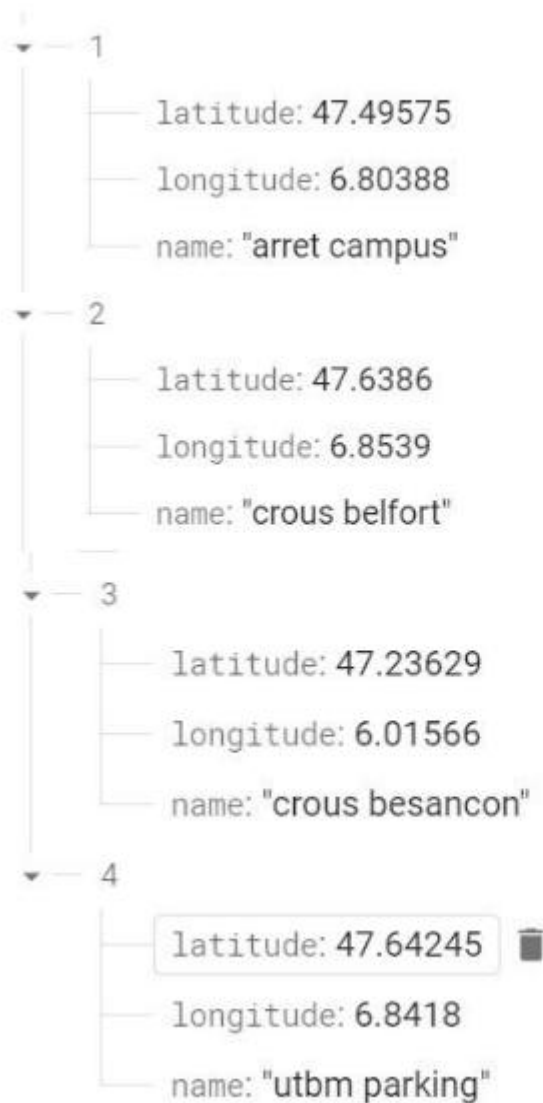 1
latitude: 47.49575
longitude: 6.80388
name: "arret campus"
2
latitude: 47.6386
longitude: 6.8539
name: "crous belfort"
3
latitude: 47.23629
longitude: 6.01566
name: "crous besancon"
4
latitude: 47.64245
longitude: 6.8418
name: "utbm parking"